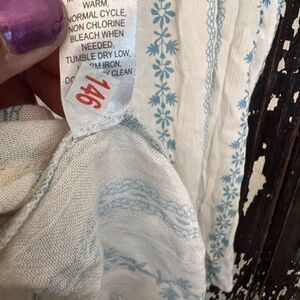 WARM,
NORMAL CYCLE,
NON CHLORINE
BLEACH WHEN
NEEDED,
TUMBLE DRY LOW,
IRON,
CLEAN
146